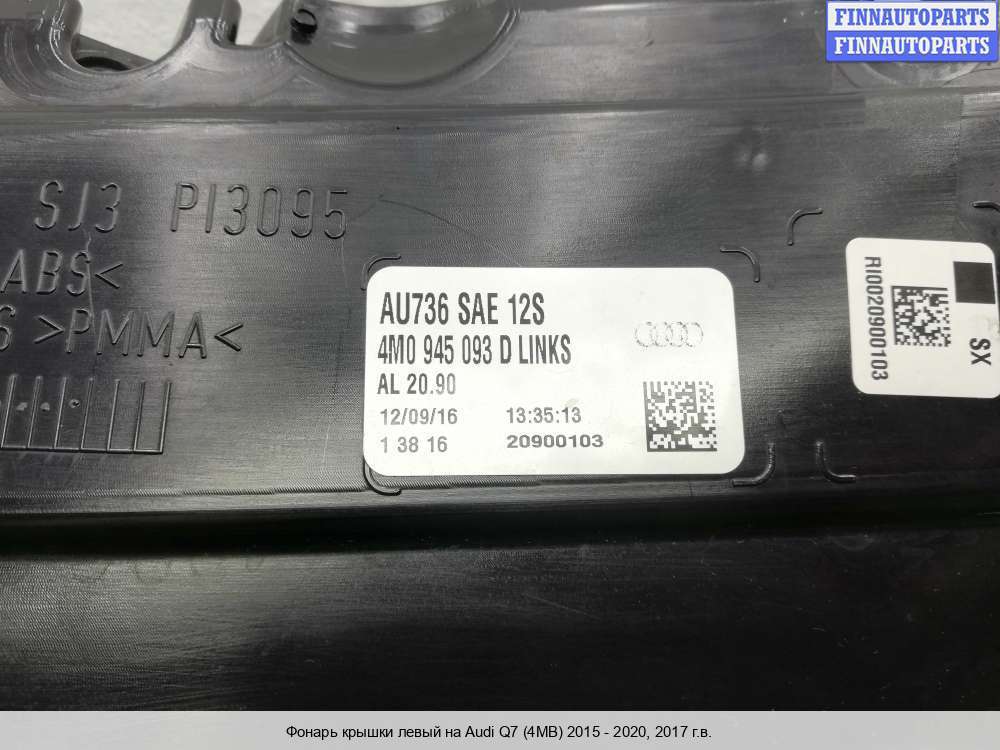 FINNAUTOPARTS
FINNAUTOPARTS
SJ3 PI3095
ABS<
>PMMA<
AU736 SAE 12S
4M0 945 093 D LINKS
AL 20.90
12/09/16 13:35:13
1 38 16 20900103
RI0020900103
SX
Фонарь крышки левый на Audi Q7 (4MB) 2015 - 2020, 2017 г.в.